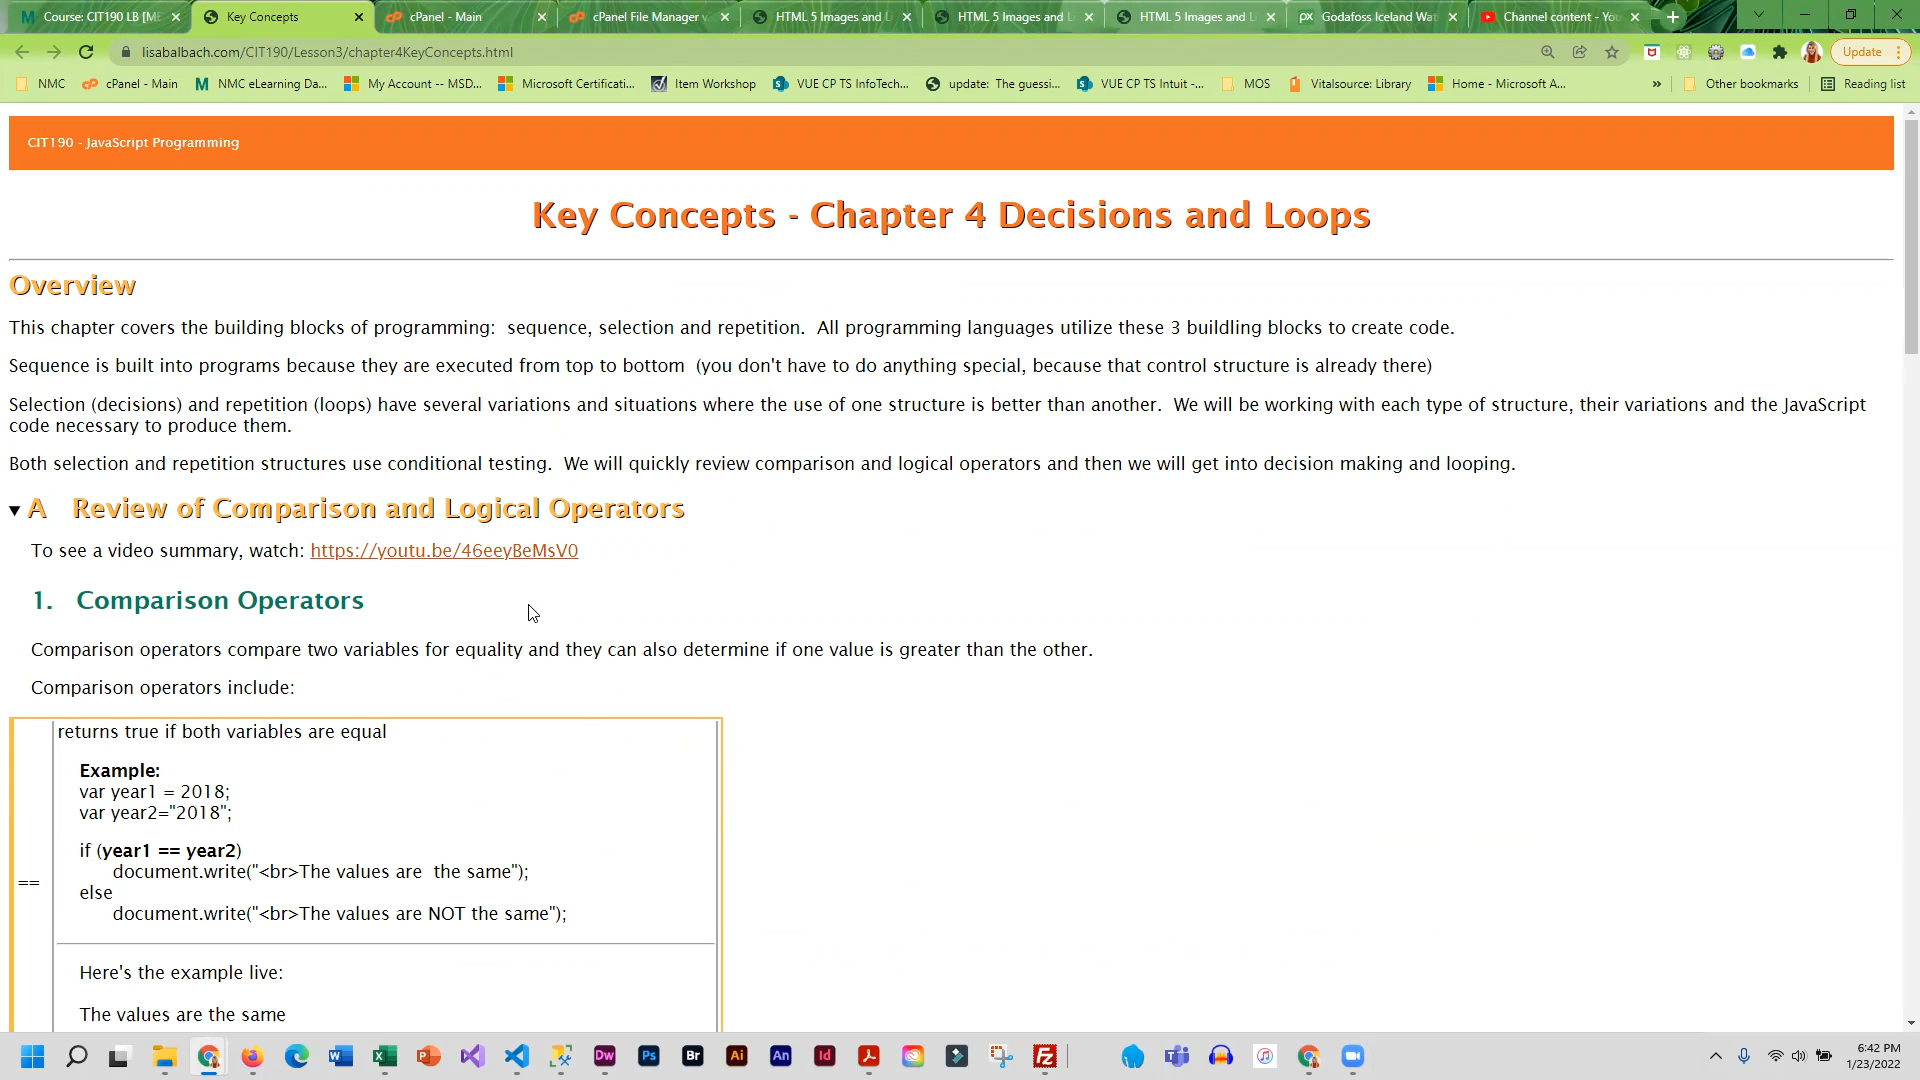 Course: CIT190 LB [ME
Key Concepts
cPanel - Main
cPanel File Manager v
HTML 5 Images and L
HTML 5 Images and L
HTML 5 Images and L
Godafoss Iceland Wat
Channel content - You
lisabalbach.com/CIT190/Lesson3/chapter4KeyConcepts.html
Update
NMC
cPanel - Main
NMC eLearning Da...
My Account -- MSD...
Microsoft Certificati...
Item Workshop
VUE CP TS InfoTech...
update: The guessi...
VUE CP TS Intuit -...
MOS
Vitalsource: Library
Home - Microsoft A...
»
Other bookmarks
Reading list
CIT190 - JavaScript Programming
Key Concepts - Chapter 4 Decisions and Loops
Overview
This chapter covers the building blocks of programming:  sequence, selection and repetition.  All programming languages utilize these 3 buildling blocks to create code.
Sequence is built into programs because they are executed from top to bottom  (you don't have to do anything special, because that control structure is already there)
Selection (decisions) and repetition (loops) have several variations and situations where the use of one structure is better than another.  We will be working with each type of structure, their variations and the JavaScript
code necessary to produce them.
Both selection and repetition structures use conditional testing.  We will quickly review comparison and logical operators and then we will get into decision making and looping.
A   Review of Comparison and Logical Operators
To see a video summary, watch: https://youtu.be/46eeyBeMsV0
1.   Comparison Operators
Comparison operators compare two variables for equality and they can also determine if one value is greater than the other.
Comparison operators include:
returns true if both variables are equal
Example:
var year1 = 2018;
var year2="2018";
if (year1 == year2)
document.write("<br>The values are  the same");
==
else
document.write("<br>The values are NOT the same");
Here's the example live:
The values are the same
6:42 PM
1/23/2022